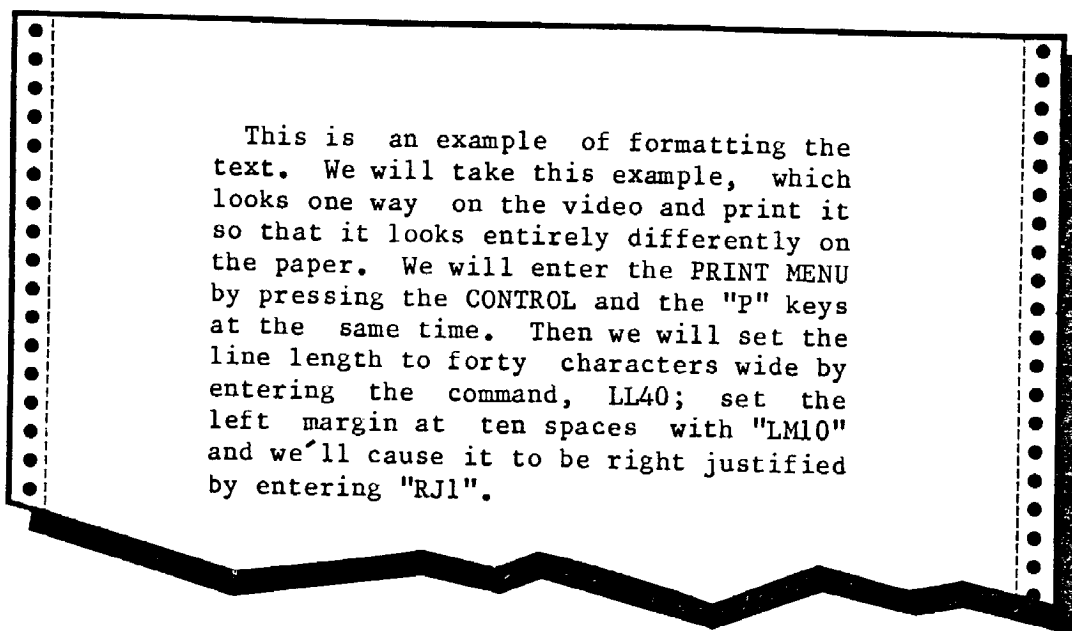 This is  an example  of formatting the
text.  We will take this example,  which
looks one way  on the video and print it
so that it looks entirely differently on
the paper.  We will enter the PRINT MENU
by pressing the CONTROL and the "P" keys
at the  same time.  Then we will set the
line length to forty  characters wide by
entering  the  command,  LL40;  set  the
left  margin at  ten spaces  with "LM10"
and we'll cause it to be right justified
by entering "RJ1".